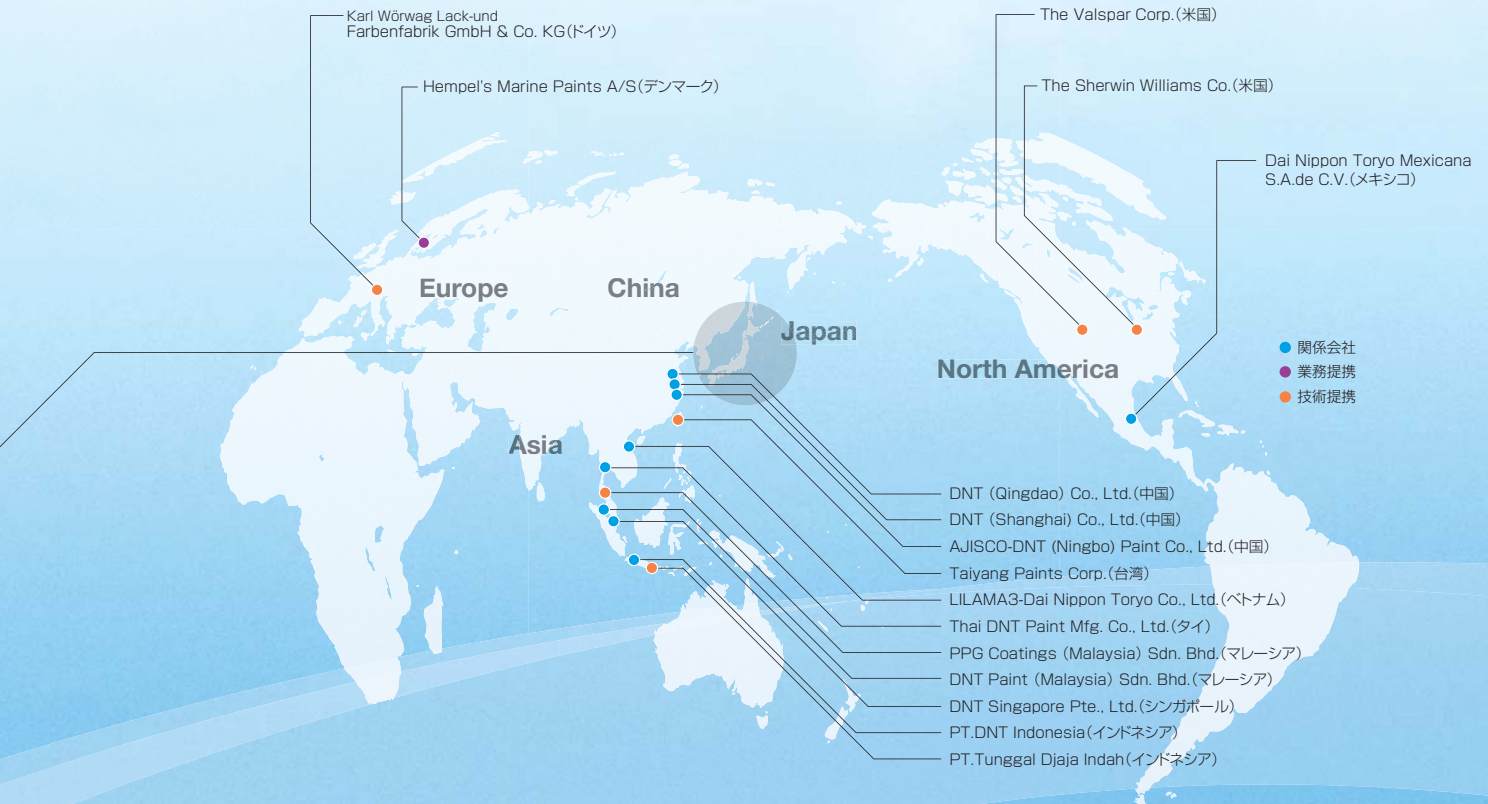 Karl Wörwag Lack-und
Farbenfabrik GmbH & Co. KG(ドイツ)
Hempel's Marine Paints A/S(デンマーク)
The Valspar Corp.(米国)
The Sherwin Williams Co.(米国)
Dai Nippon Toryo Mexicana
S.A.de C.V.(メキシコ)
Europe
China
Japan
North America
Asia
関係会社
業務提携
技術提携
DNT (Qingdao) Co., Ltd.(中国)
DNT (Shanghai) Co., Ltd.(中国)
AJISCO-DNT (Ningbo) Paint Co., Ltd.(中国)
Taiyang Paints Corp.(台湾)
LILAMA3-Dai Nippon Toryo Co., Ltd.(ベトナム)
Thai DNT Paint Mfg. Co., Ltd.(タイ)
PPG Coatings (Malaysia) Sdn. Bhd.(マレーシア)
DNT Paint (Malaysia) Sdn. Bhd.(マレーシア)
DNT Singapore Pte., Ltd.(シンガポール)
PT.DNT Indonesia(インドネシア)
PT.Tunggal Djaja Indah(インドネシア)